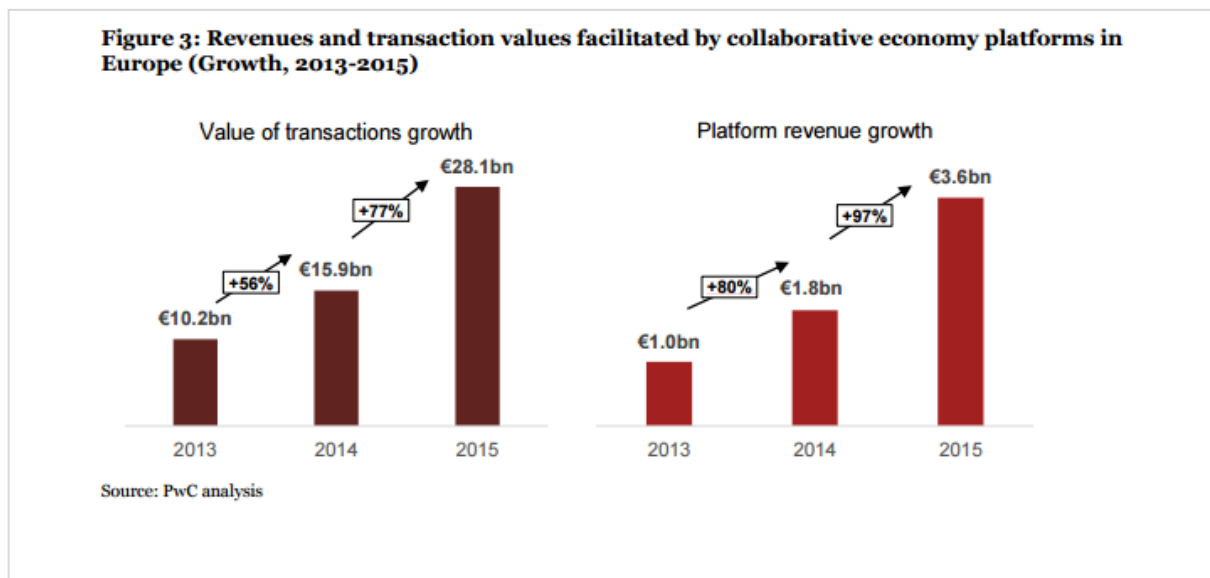 Figure 3: Revenues and transaction values facilitated by collaborative economy platforms in
Europe (Growth, 2013-2015)
Value of transactions growth
€28.1bn
+77%
€15.9bn
+56%
€10.2bn
2013 2014 2015
Platform revenue growth
€3.6bn
+97%
€1.8bn
+80%
€1.0bn
2013 2014 2015
Source: PwC analysis